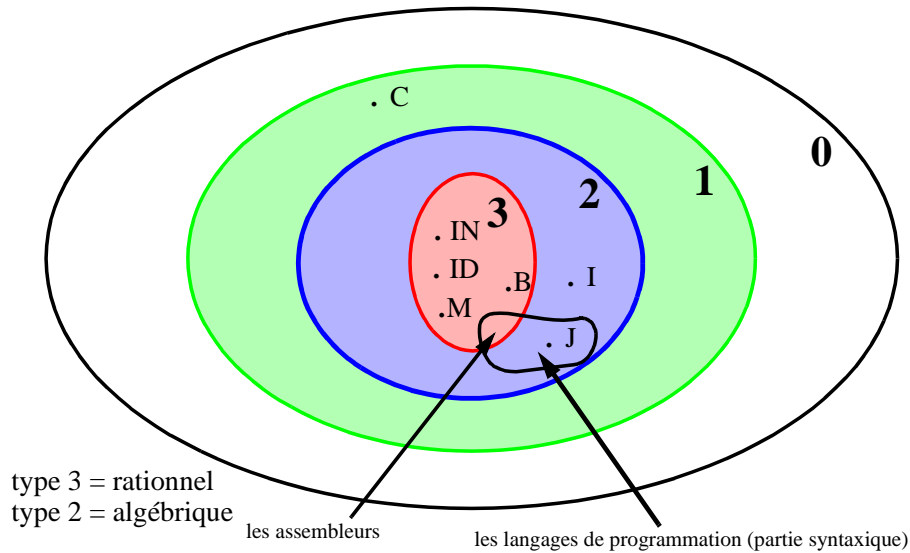 . C
0
1
2
3
. IN
. ID
. B
. I
. M
. J
type 3 = rationnel
type 2 = algébrique
les assembleurs
les langages de programmation (partie syntaxique)